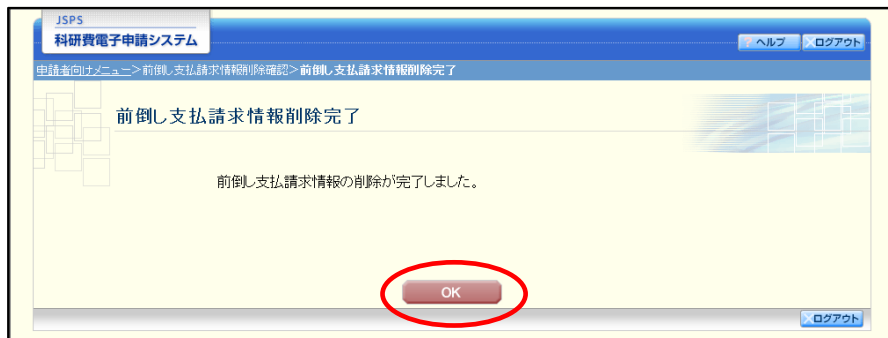 JSPS
科研費電子申請システム
ヘルプ ログアウト
申請者向けメニュー>前倒し支払請求情報削除確認>前倒し支払請求情報削除完了
前倒し支払請求情報削除完了
前倒し支払請求情報の削除が完了しました。
OK
ログアウト